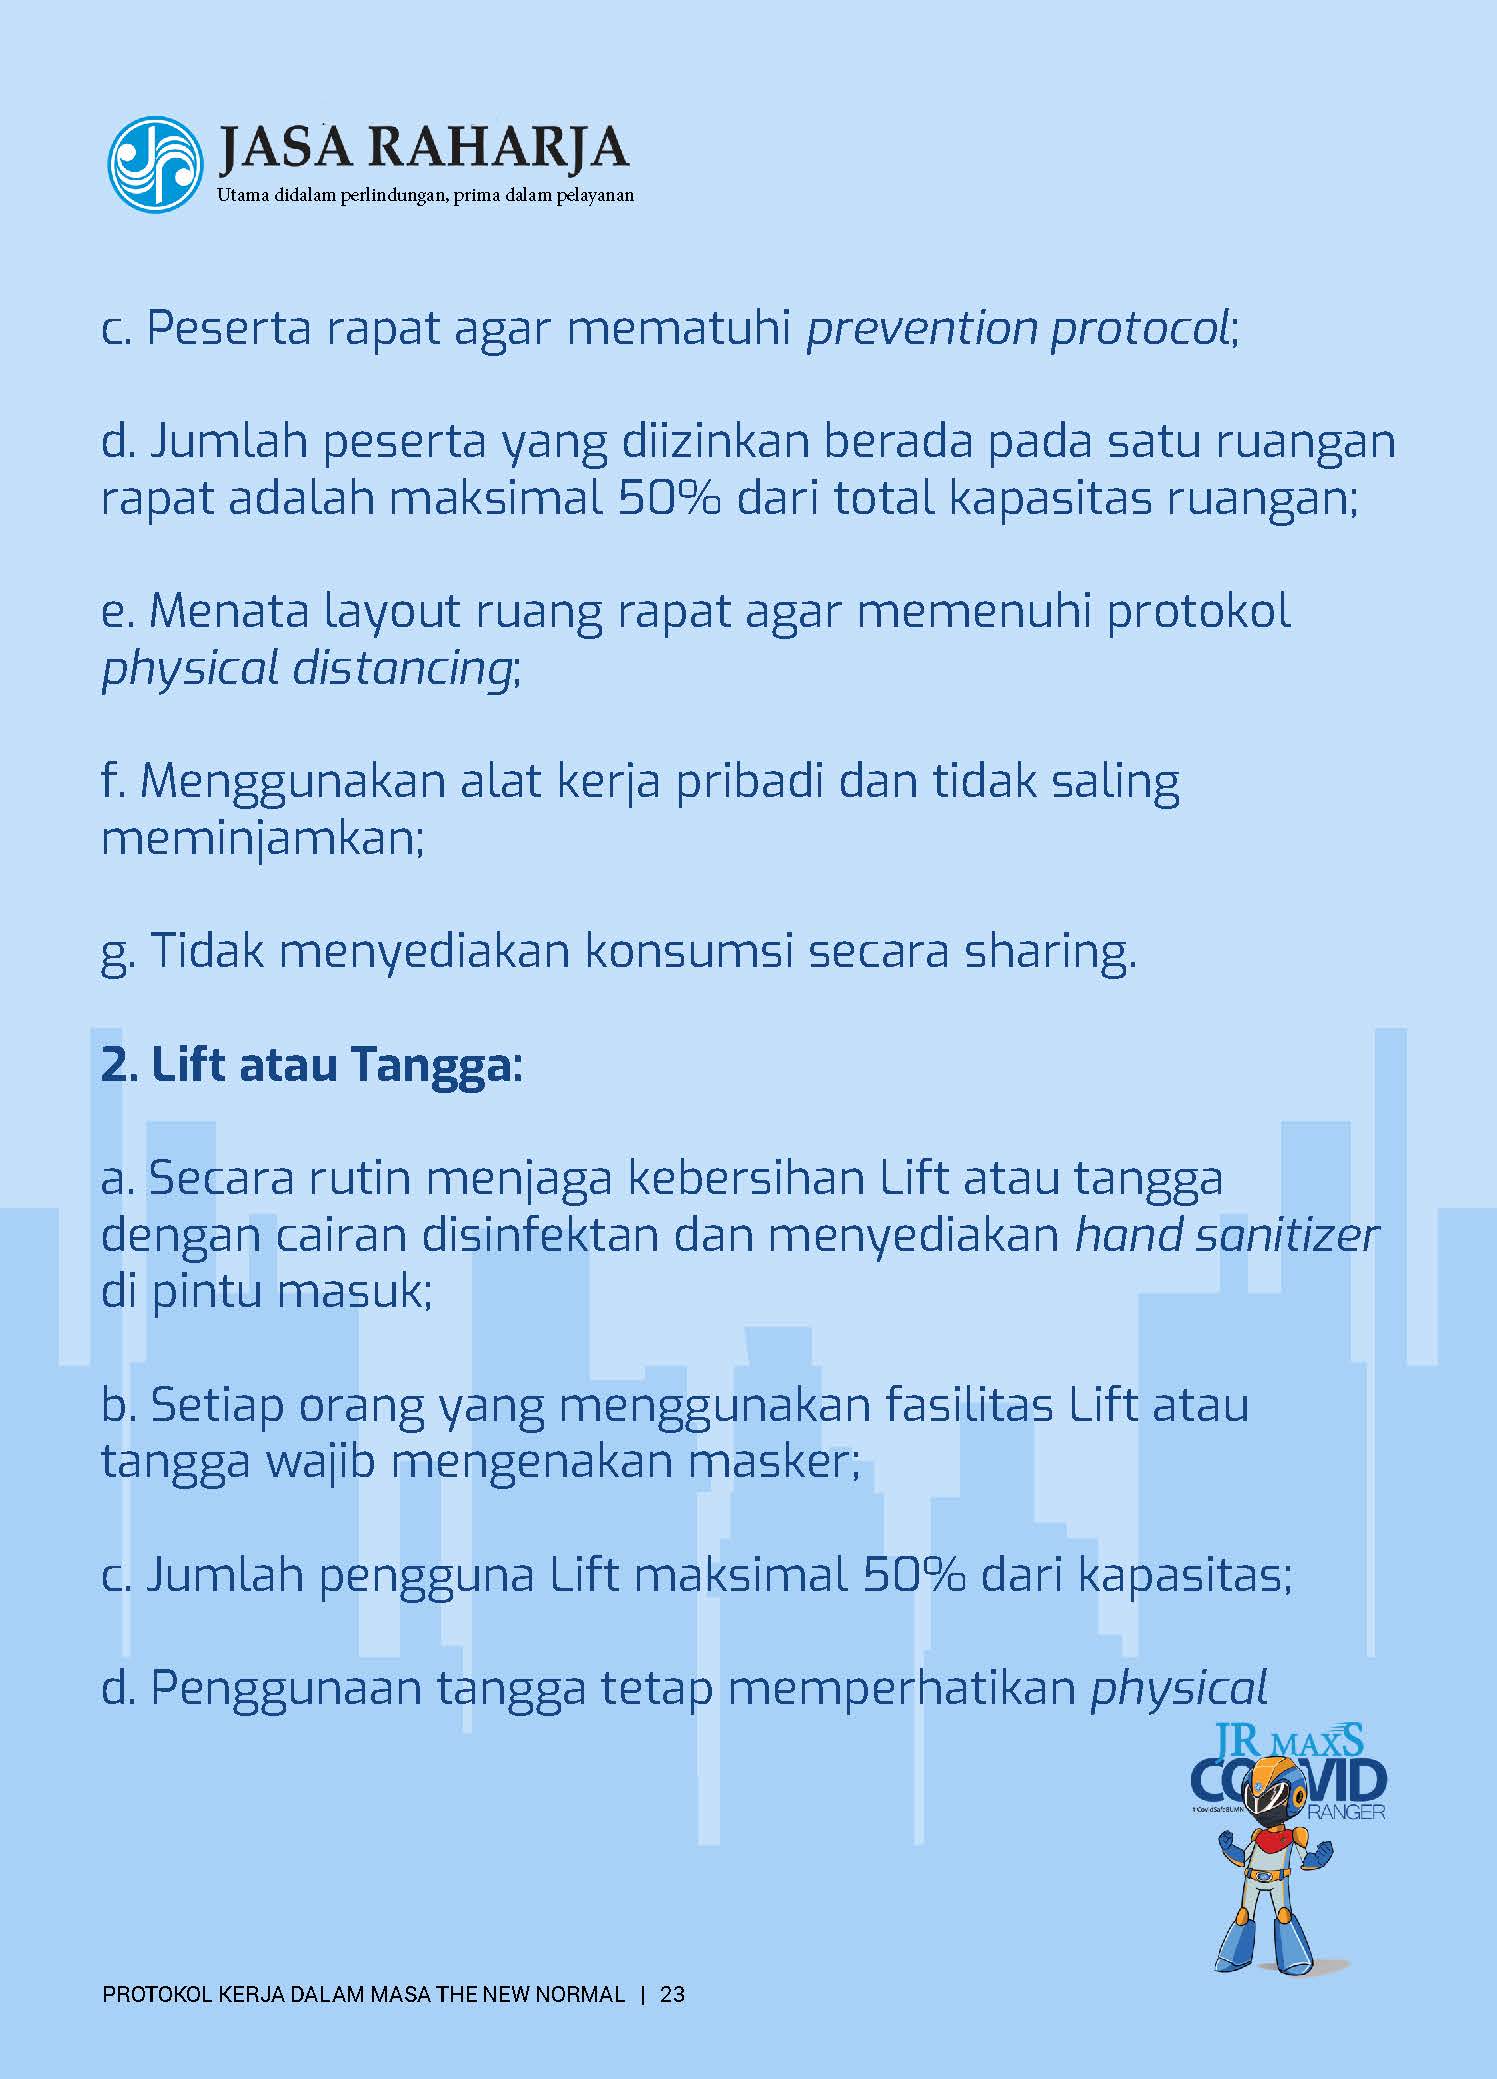 JASA RAHARJA
Utama didalam perlindungan, prima dalam pelayanan
c. Peserta rapat agar mematuhi prevention protocol;
d. Jumlah peserta yang diizinkan berada pada satu ruangan
rapat adalah maksimal 50% dari total kapasitas ruangan;
e. Menata layout ruang rapat agar memenuhi protokol
physical distancing;
f. Menggunakan alat kerja pribadi dan tidak saling
meminjamkan;
g. Tidak menyediakan konsumsi secara sharing.
2. Lift atau Tangga:
a. Secara rutin menjaga kebersihan Lift atau tangga
dengan cairan disinfektan dan menyediakan hand sanitizer
di pintu masuk;
b. Setiap orang yang menggunakan fasilitas Lift atau
tangga wajib mengenakan masker;
c. Jumlah pengguna Lift maksimal 50% dari kapasitas;
d. Penggunaan tangga tetap memperhatikan physical
JR MAXS
COVID
#CovidSafeBUMN
RANGER
PROTOKOL KERJA DALAM MASA THE NEW NORMAL | 23